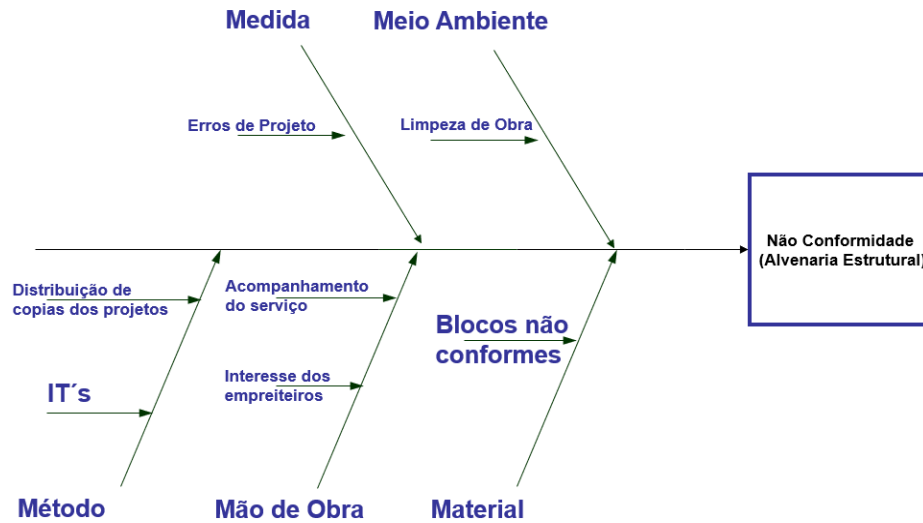 Medida
Meio Ambiente
Erros de Projeto
Limpeza de Obra
Não Conformidade
(Alvenaria Estrutural)
Distribuição de
copias dos projetos
Acompanhamento
do serviço
Blocos não
conformes
Interesse dos
empreiteiros
IT´s
Método
Mão de Obra
Material